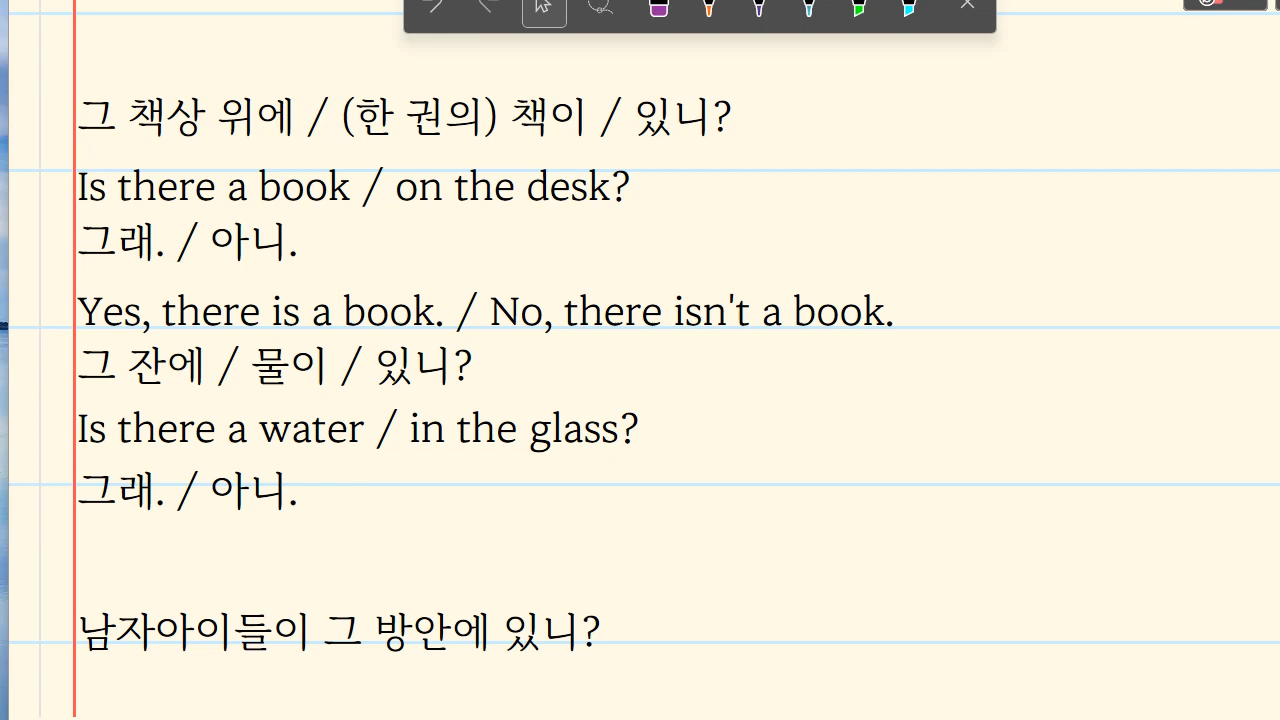 그 책상 위에 / (한 권의) 책이 / 있니?
Is there a book / on the desk?
그래. / 아니.
Yes, there is a book. / No, there isn't a book.
그 잔에 / 물이 / 있니?
Is there a water / in the glass?
그래. / 아니.
남자아이들이 그 방안에 있니?